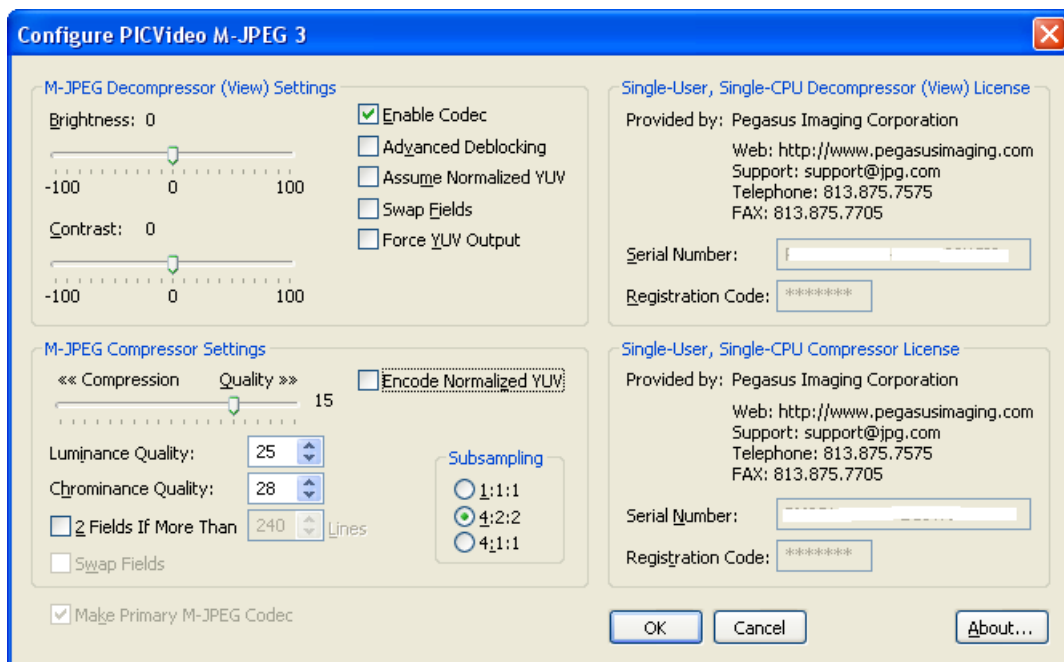 Configure PICVideo M-JPEG 3
M-JPEG Decompressor (View) Settings
Brightness: 0
-100 0 100
Contrast: 0
-100 0 100
Enable Codec
Advanced Deblocking
Assume Normalized YUV
Swap Fields
Force YUV Output
Single-User, Single-CPU Decompressor (View) License
Provided by: Pegasus Imaging Corporation
Web: http://www.pegasusimaging.com
Support: support@jpg.com
Telephone: 813.875.7575
FAX: 813.875.7705
Serial Number:
Registration Code: *******
M-JPEG Compressor Settings
«« Compression Quality »»
15
Encode Normalized YUV
Luminance Quality: 25
Chrominance Quality: 28
2 Fields If More Than 240 Lines
Swap Fields
Subsampling
1:1:1
4:2:2
4:1:1
Single-User, Single-CPU Compressor License
Provided by: Pegasus Imaging Corporation
Web: http://www.pegasusimaging.com
Support: support@jpg.com
Telephone: 813.875.7575
FAX: 813.875.7705
Serial Number:
Registration Code: *******
Make Primary M-JPEG Codec
OK Cancel About...